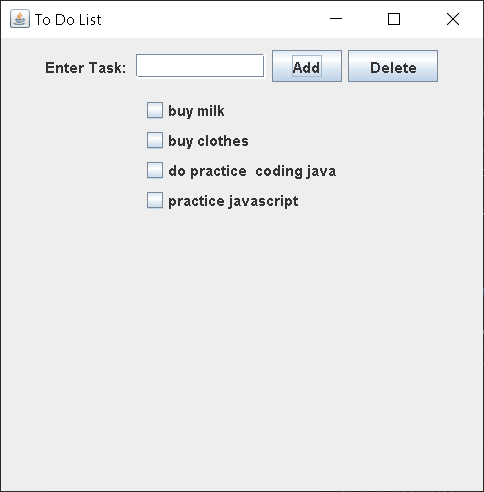 To Do List
Enter Task: Add Delete
buy milk
buy clothes
do practice  coding java
practice javascript